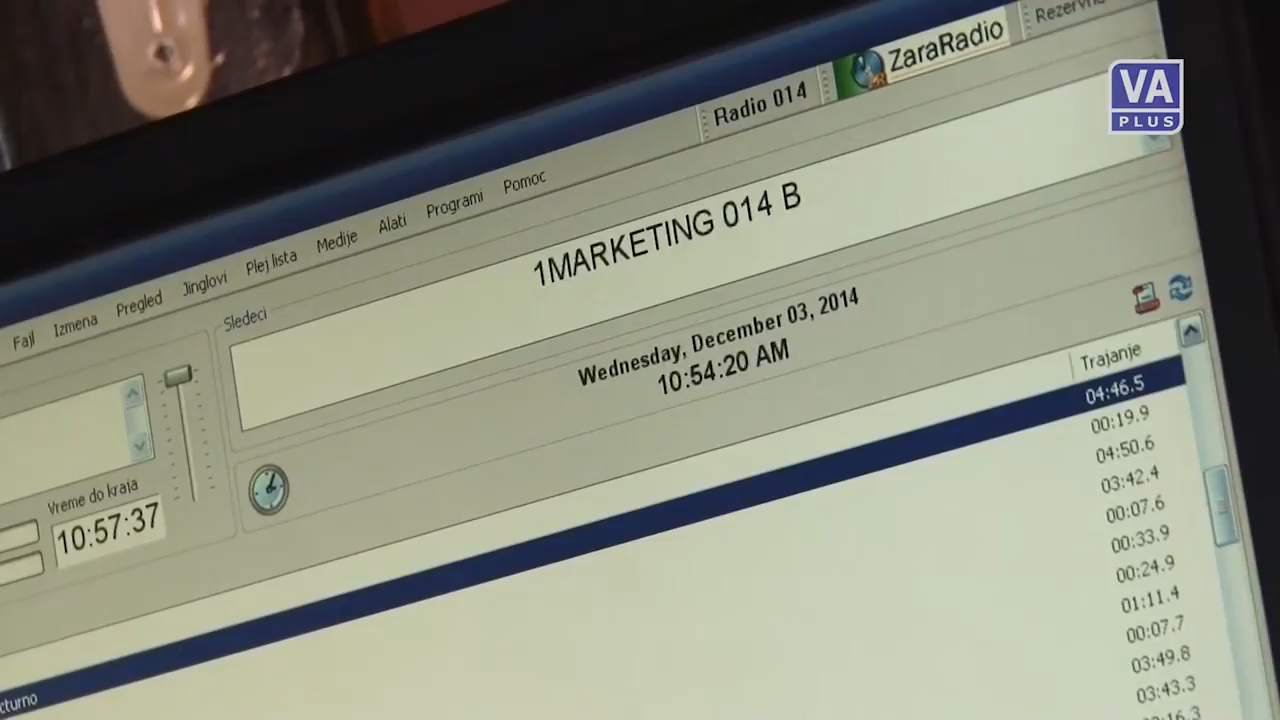 VA
PLUS
ZaraRadio
Radio 014
Fajl Izmena Pregled Jinglovi Plej lista Medije Alati Programi Pomoc
Sledeci
1MARKETING 014 B
Wednesday, December 03, 2014
10:54:20 AM
Vreme do kraja
10:57:37
Trajanje
04:46.5
00:19.9
04:50.6
03:42.4
00:07.6
00:33.9
00:24.9
01:11.4
00:07.7
03:49.8
03:43.3